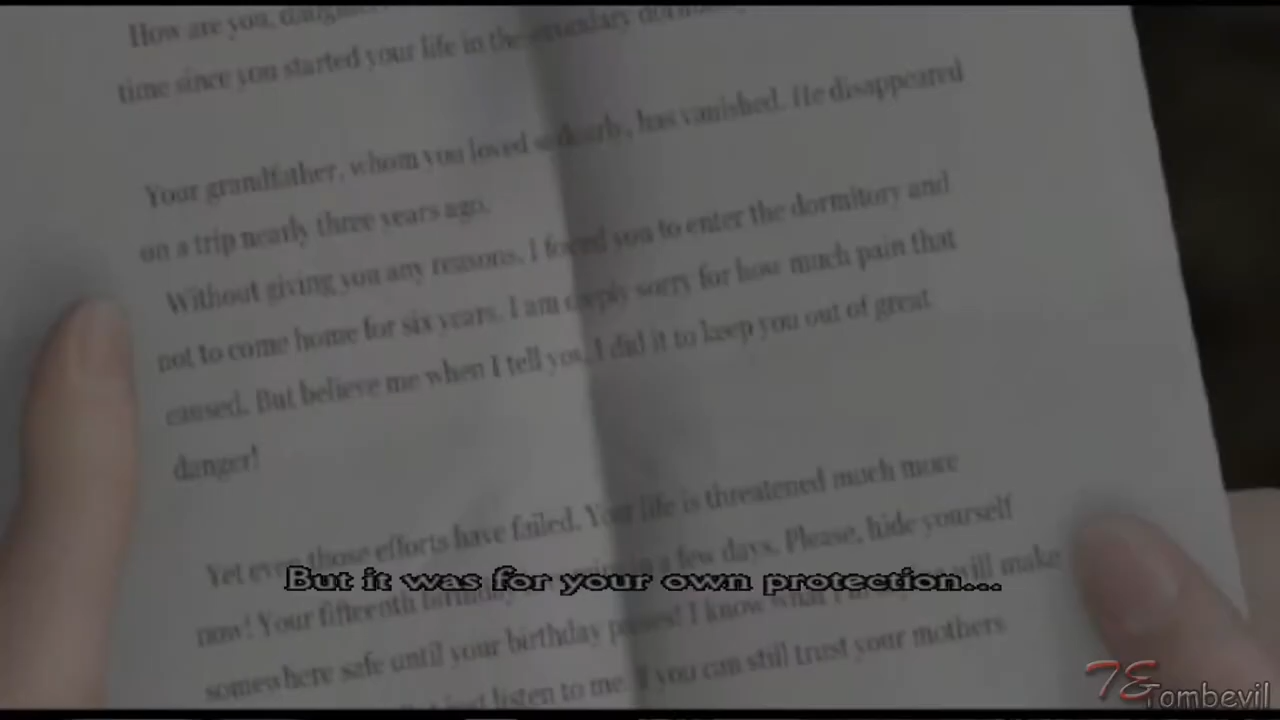 How are you, daughter
time since you started your life in the secondary
Your grandfather, whom you loved so dearly, has vanished. He disappeared
on a trip nearly three years ago.
Without giving you any reasons, I forced you to enter the dormitory and
not to come home for six years. I am deeply sorry for how much pain that
caused. But believe me when I tell you, I did it to keep you out of great
danger!
Yet even those efforts have failed. Your life is threatened much more
now! Your fifteenth in a few days. Please, hide yourself
somewhere safe until your birthday passes! I know what will make
just listen to me. If you can still trust your mothers
But it was for your own protection...
TE
Tombevil